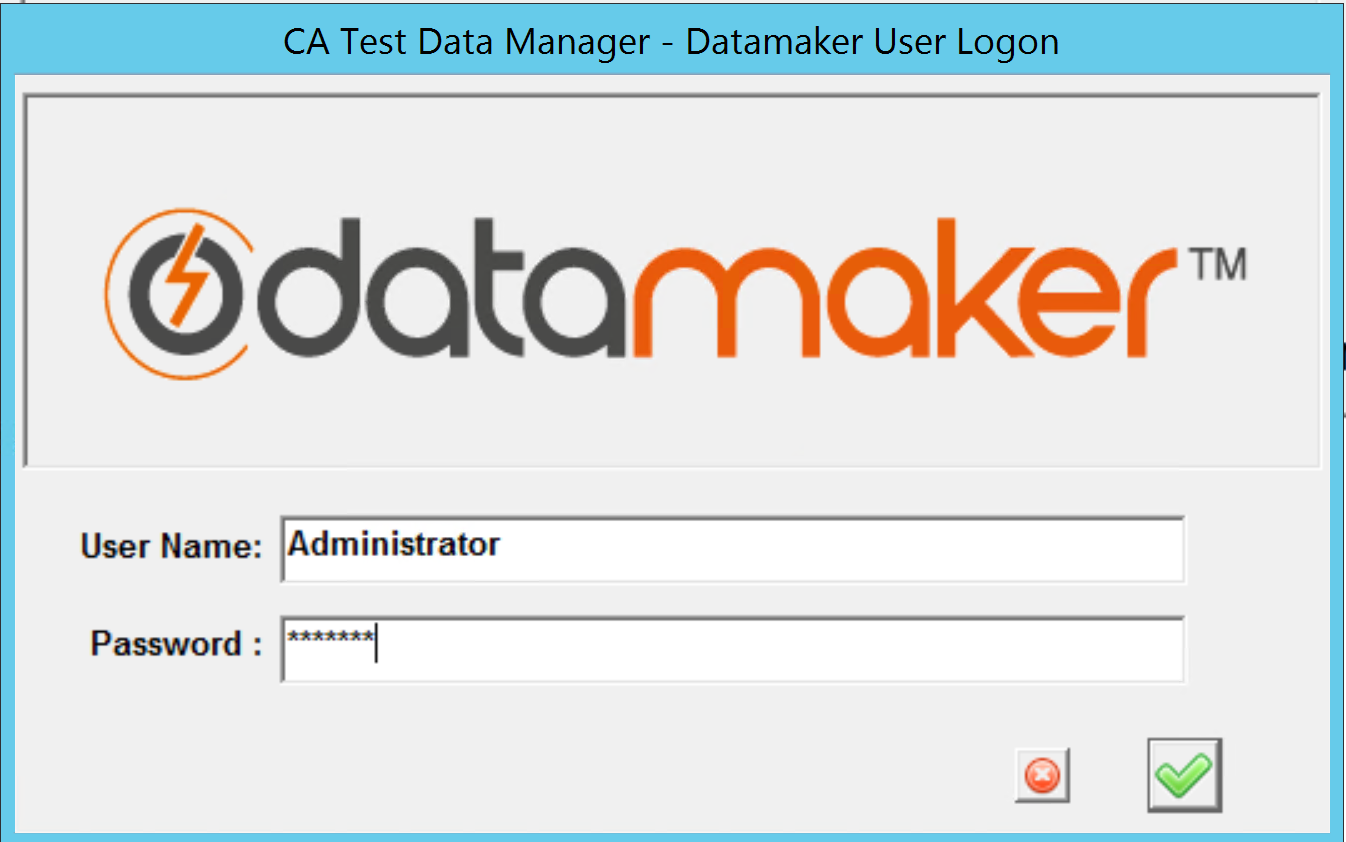 CA Test Data Manager - Datamaker User Logon
datamaker™
User Name: Administrator
Password : *******